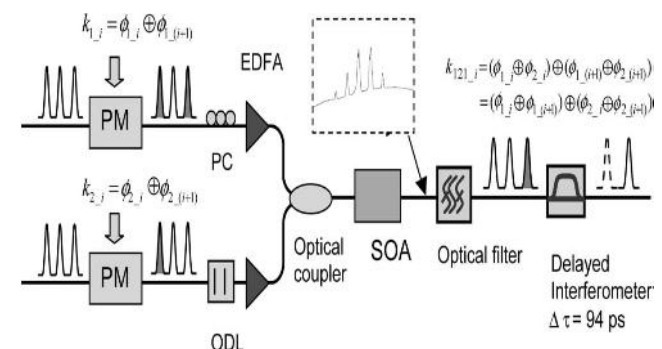 k₁_ᵢ = ϕ₁_ᵢ ⊕ ϕ₁_₍ᵢ₊₁₎
EDFA
k₁₂₁_ᵢ = (ϕ₁_ᵢ ⊕ ϕ₂_ᵢ) ⊕ (ϕ₁_₍ᵢ₊₁₎ ⊕ ϕ₂_₍ᵢ₊₁₎)
= (ϕ₁_ᵢ ⊕ ϕ₁_₍ᵢ₊₁₎) ⊕ (ϕ₂_ᵢ ⊕ ϕ₂_₍ᵢ₊₁₎)
PM
PC
k₂_ᵢ = ϕ₂_ᵢ ⊕ ϕ₂_₍ᵢ₊₁₎
PM
ODL
Optical
coupler
SOA
Optical filter
Delayed
Interferometer
Δτ = 94 ps